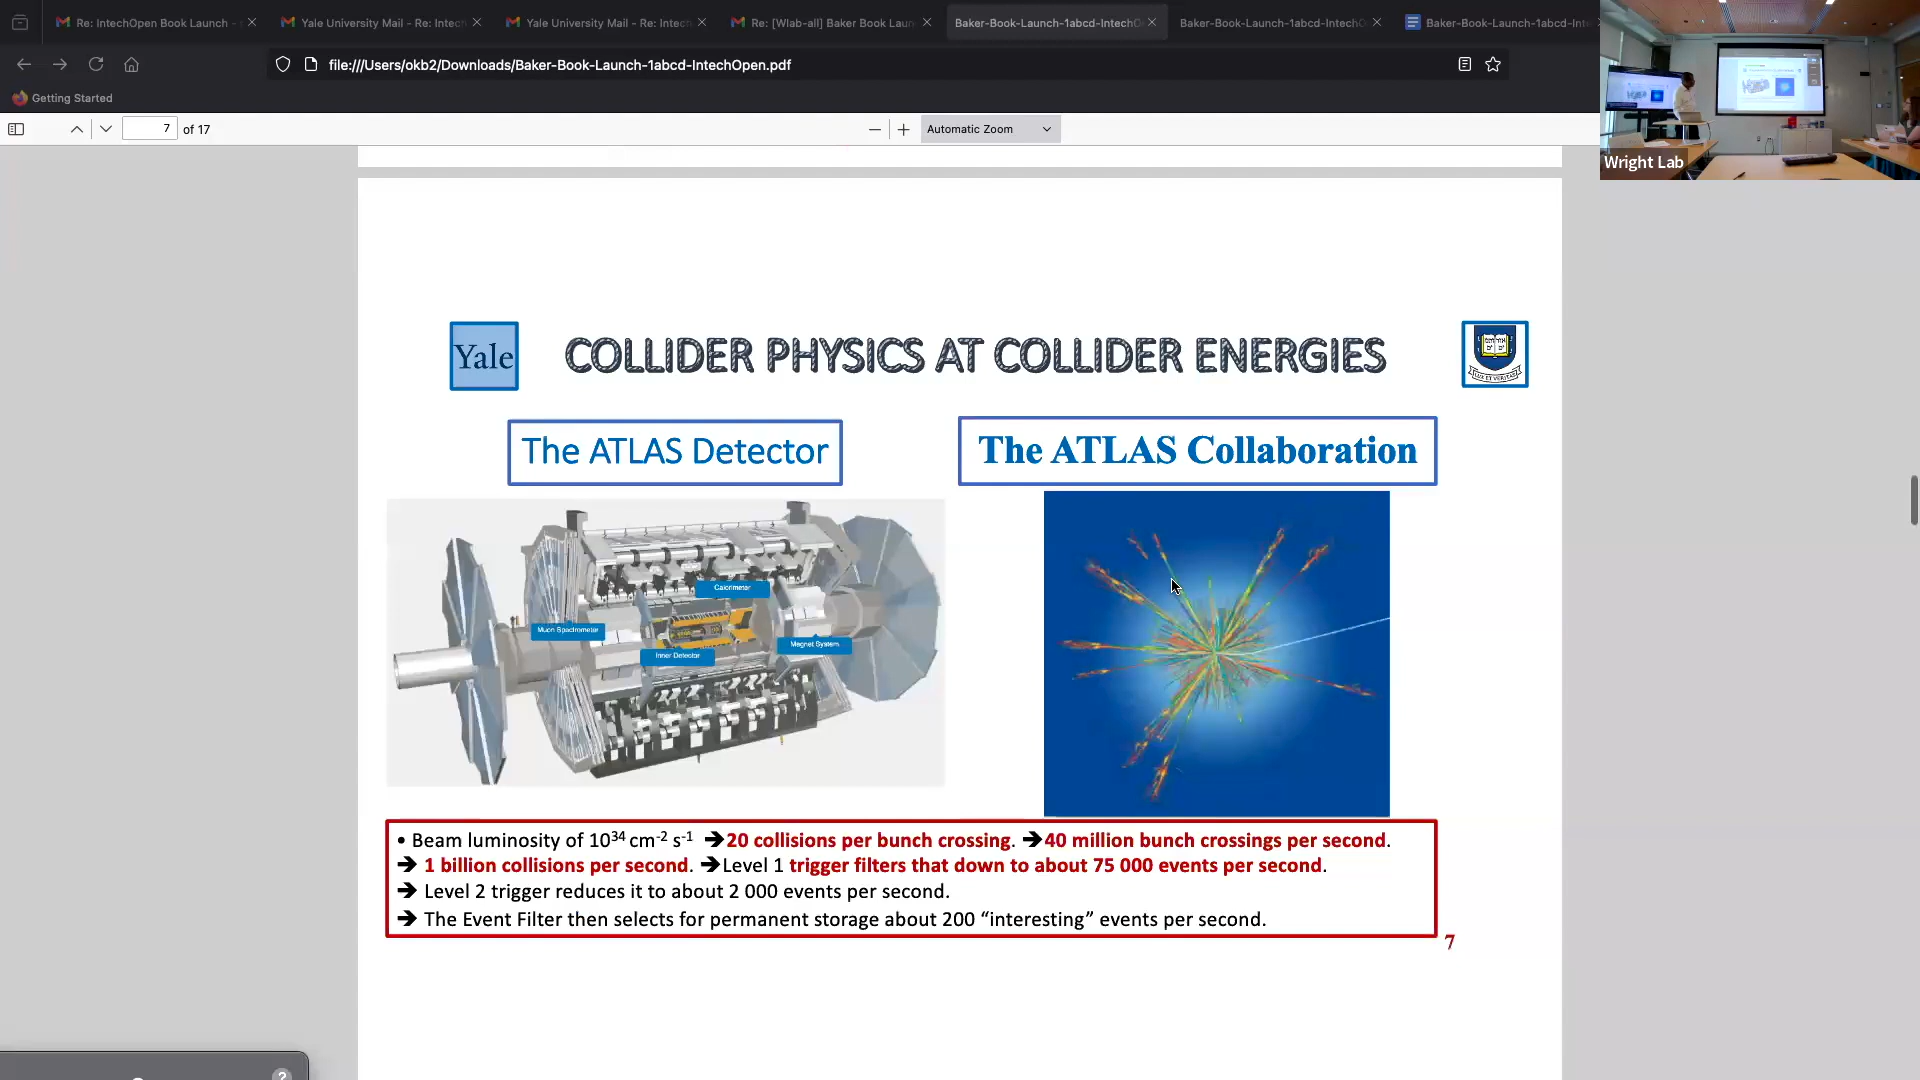 Re: IntechOpen Book Launch -
Yale University Mail - Re: Intech
Yale University Mail - Re: Intech
Re: [Wlab-all] Baker Book Laun
Baker-Book-Launch-1abcd-IntechO
Baker-Book-Launch-1abcd-IntechO
Baker-Book-Launch-1abcd-Inte
file:///Users/okb2/Downloads/Baker-Book-Launch-1abcd-IntechOpen.pdf
Getting Started
7 of 17
Automatic Zoom
Wright Lab
Yale
COLLIDER PHYSICS AT COLLIDER ENERGIES
LUX ET VERITAS
The ATLAS Detector
The ATLAS Collaboration
Calorimeter
Muon Spectrometer
Magnet System
Inner Detector
• Beam luminosity of 10³⁴ cm⁻² s⁻¹ ➔20 collisions per bunch crossing. ➔40 million bunch crossings per second.
➔ 1 billion collisions per second. ➔Level 1 trigger filters that down to about 75 000 events per second.
➔ Level 2 trigger reduces it to about 2 000 events per second.
➔ The Event Filter then selects for permanent storage about 200 “interesting” events per second.
7
?